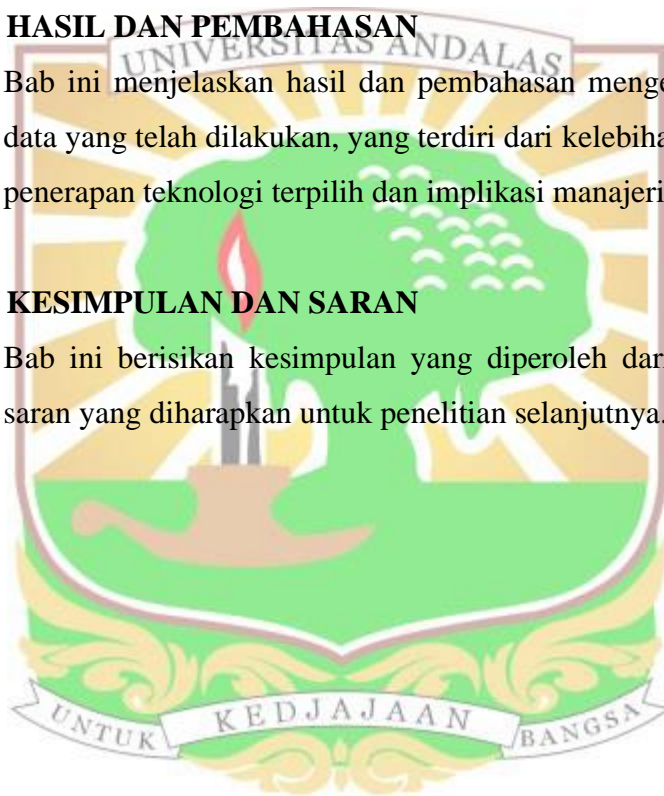 HASIL DAN PEMBAHASAN
UNIVERSITAS ANDALAS
Bab ini menjelaskan hasil dan pembahasan menge
data yang telah dilakukan, yang terdiri dari kelebiha
penerapan teknologi terpilih dan implikasi manajeri
KESIMPULAN DAN SARAN
Bab ini berisikan kesimpulan yang diperoleh dar
saran yang diharapkan untuk penelitian selanjutnya.
UNTUK KEDJAJAAN BANGSA